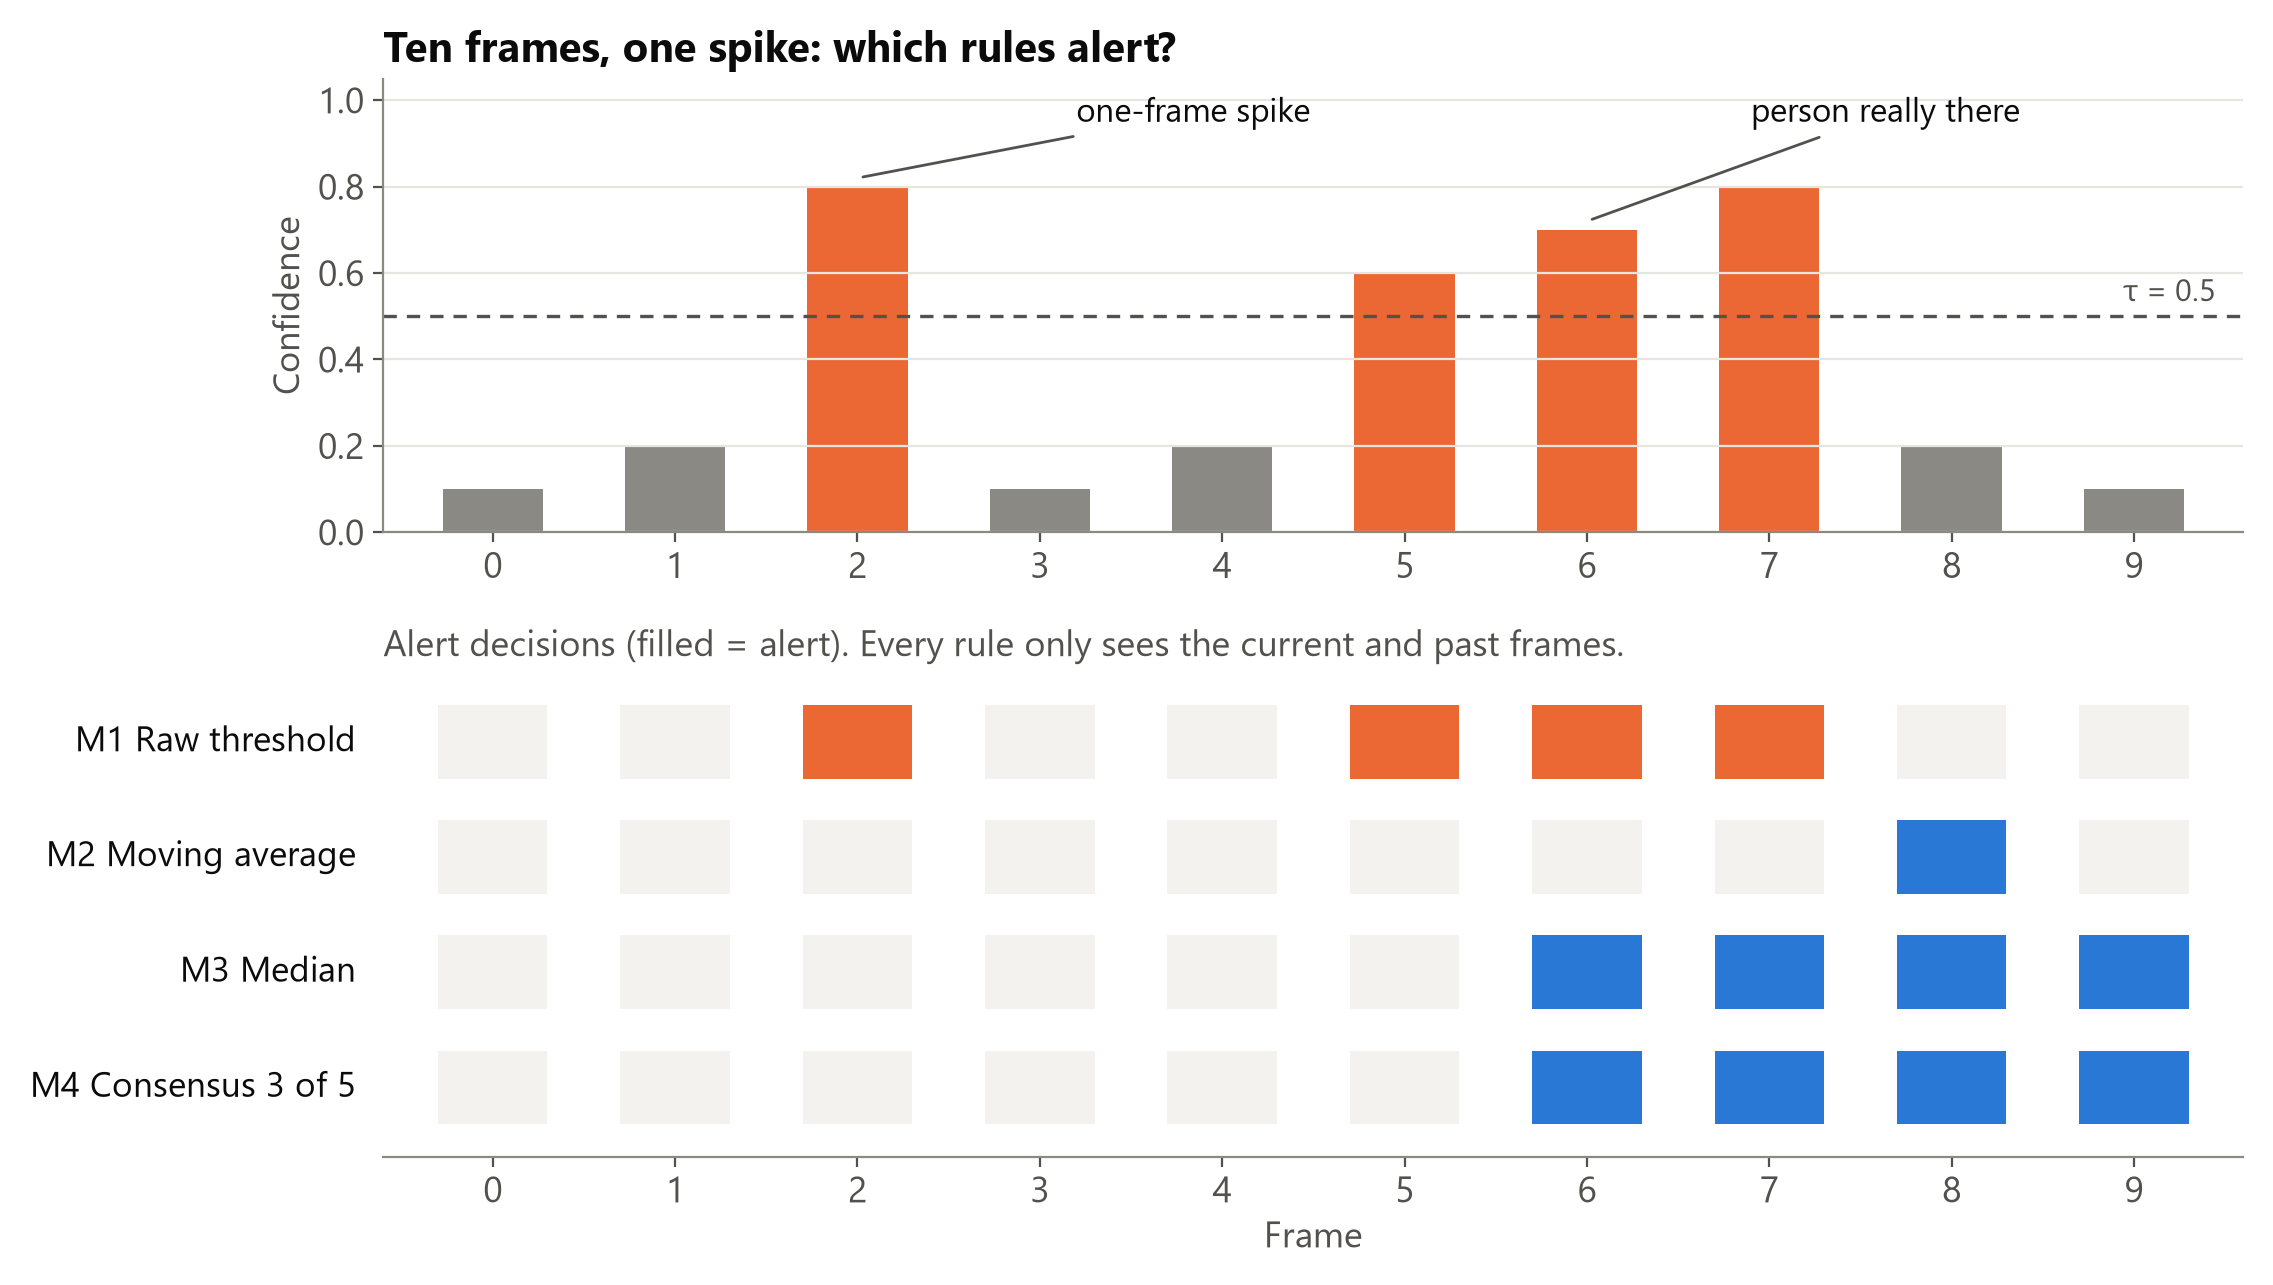 Ten frames, one spike: which rules alert?
1.0
one-frame spike
person really there
0.8
0.6
τ = 0.5
0.4
0.2
0.0
Confidence
0 1 2 3 4 5 6 7 8 9
Alert decisions (filled = alert). Every rule only sees the current and past frames.
M1 Raw threshold
M2 Moving average
M3 Median
M4 Consensus 3 of 5
0 1 2 3 4 5 6 7 8 9
Frame